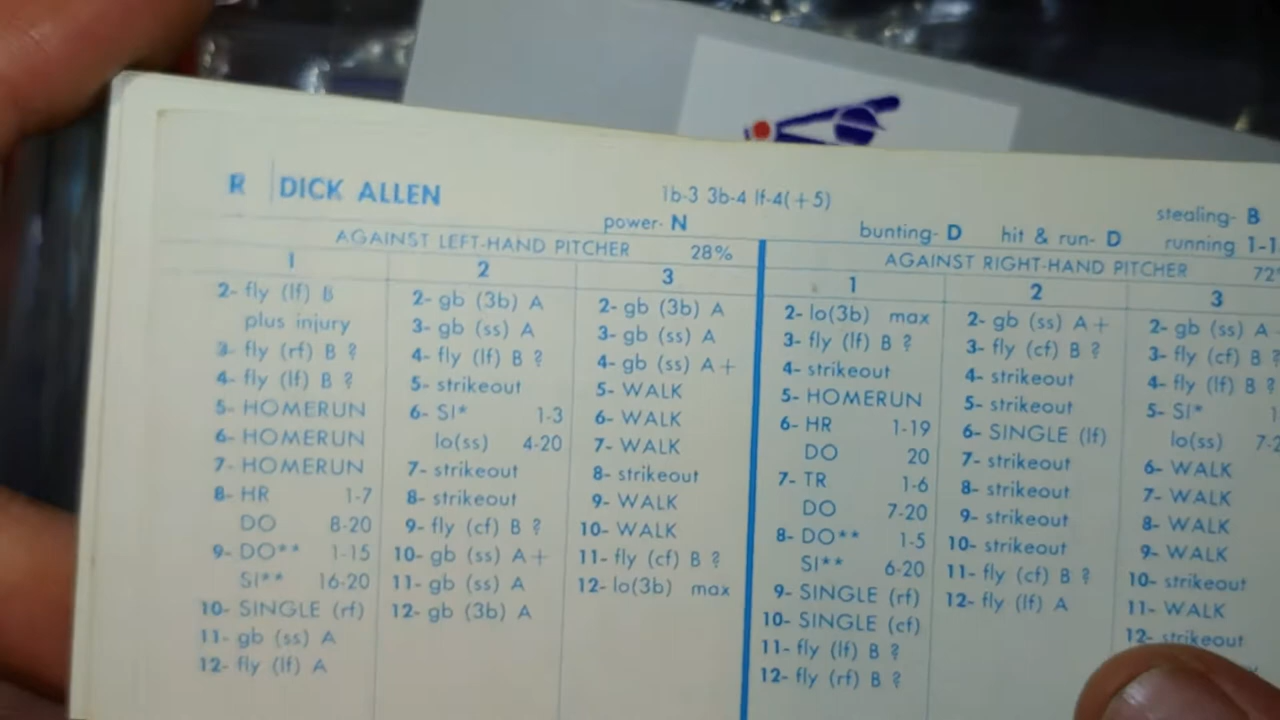 R DICK ALLEN 1b-3 3b-4 lf-4(+5) stealing- B
power- N bunting- D hit & run- D running 1-1
AGAINST LEFT-HAND PITCHER 28%
1
2- fly (lf) B
plus injury
3- fly (rf) B ?
4- fly (lf) B ?
5- HOMERUN
6- HOMERUN
7- HOMERUN
8- HR 1-7
DO 8-20
9- DO** 1-15
SI** 16-20
10- SINGLE (rf)
11- gb (ss) A
12- fly (lf) A
2
2- gb (3b) A
3- gb (ss) A
4- fly (lf) B ?
5- strikeout
6- SI* 1-3
lo(ss) 4-20
7- strikeout
8- strikeout
9- fly (cf) B ?
10- gb (ss) A+
11- gb (ss) A
12- gb (3b) A
3
2- gb (3b) A
3- gb (ss) A
4- gb (ss) A+
5- WALK
6- WALK
7- WALK
8- strikeout
9- WALK
10- WALK
11- fly (cf) B ?
12- lo(3b) max
AGAINST RIGHT-HAND PITCHER 72
1
2- lo(3b) max
3- fly (lf) B ?
4- strikeout
5- HOMERUN
6- HR 1-19
DO 20
7- TR 1-6
DO 7-20
8- DO** 1-5
SI** 6-20
9- SINGLE (rf)
10- SINGLE (cf)
11- fly (lf) B ?
12- fly (rf) B ?
2
2- gb (ss) A+
3- fly (cf) B ?
4- strikeout
5- strikeout
6- SINGLE (lf)
7- strikeout
8- strikeout
9- strikeout
10- strikeout
11- fly (cf) B ?
12- fly (lf) A
3
2- gb (ss) A
3- fly (cf) B ?
4- fly (lf) B ?
5- SI* 1
lo(ss) 7-2
6- WALK
7- WALK
8- WALK
9- WALK
10- strikeout
11- WALK
12- strikeout